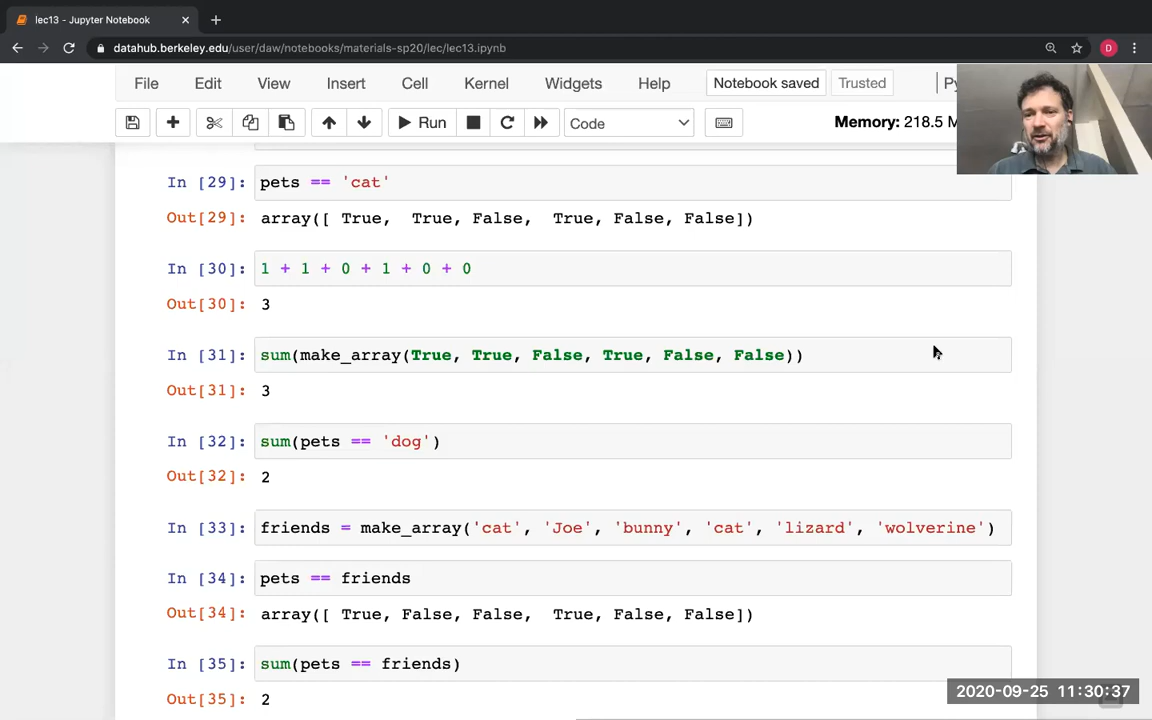 lec13 - Jupyter Notebook
datahub.berkeley.edu/user/daw/notebooks/materials-sp20/lec/lec13.ipynb
D
File Edit View Insert Cell Kernel Widgets Help Notebook saved Trusted Py
Run Code Memory: 218.5 M
In [29]: pets == 'cat'
Out[29]: array([ True,  True, False,  True, False, False])
In [30]: 1 + 1 + 0 + 1 + 0 + 0
Out[30]: 3
In [31]: sum(make_array(True, True, False, True, False, False))
Out[31]: 3
In [32]: sum(pets == 'dog')
Out[32]: 2
In [33]: friends = make_array('cat', 'Joe', 'bunny', 'cat', 'lizard', 'wolverine')
In [34]: pets == friends
Out[34]: array([ True, False, False,  True, False, False])
In [35]: sum(pets == friends)
Out[35]: 2
2020-09-25 11:30:37